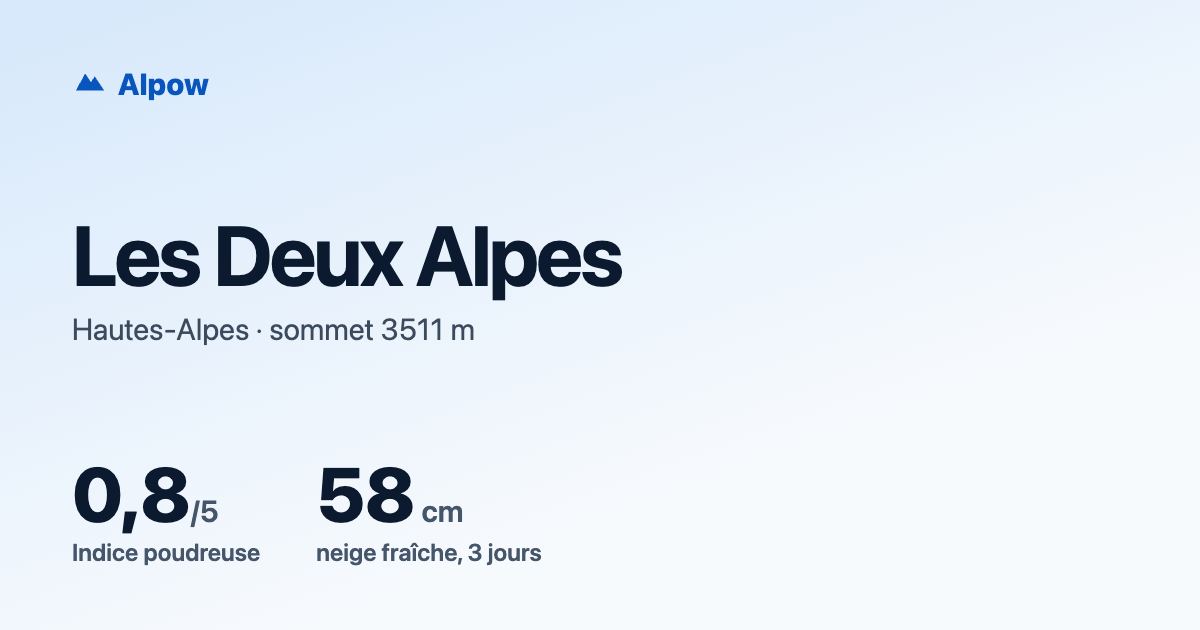 Alpow
Les Deux Alpes
Hautes-Alpes · sommet 3511 m
0,8/5 58 cm
Indice poudreuse neige fraîche, 3 jours